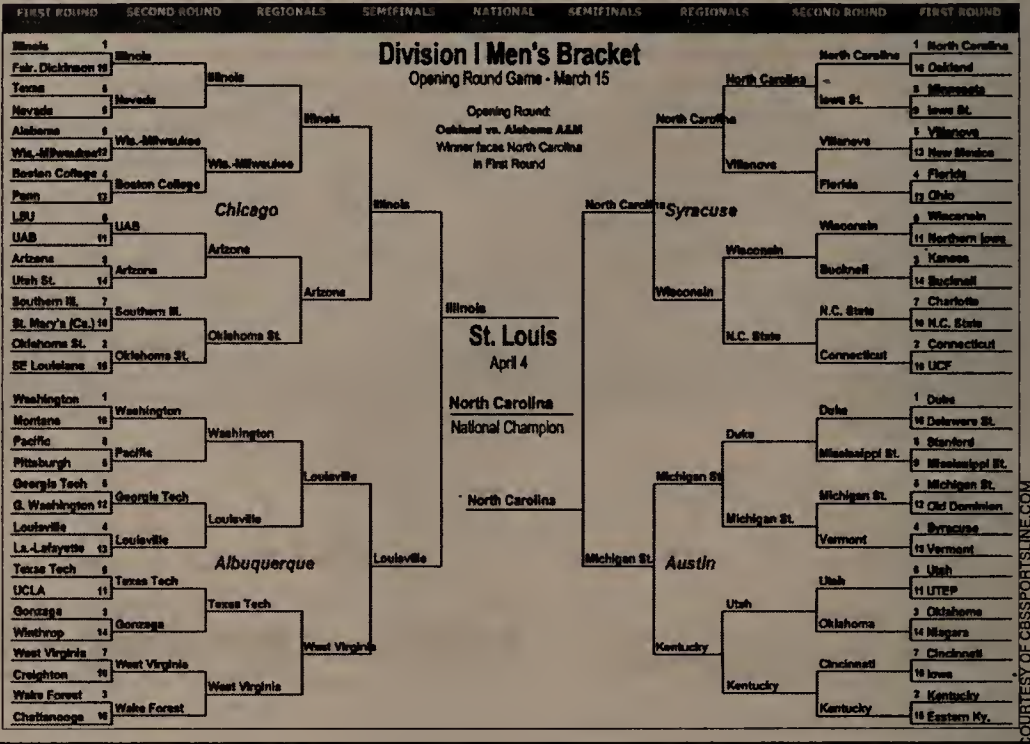 FIRST ROUND SECOND ROUND REGIONALS SEMIFINALS NATIONAL SEMIFINALS REGIONALS SECOND ROUND FIRST ROUND
Division I Men's Bracket
Opening Round Game - March 15
Opening Round:
Oakland vs. Alabama A&M
Winner faces North Carolina
in First Round
Illinois 1
Fair. Dickinson 16
Texas 8
Nevada 9
Alabama 5
Wis.-Milwaukee 12
Boston College 4
Penn 13
LSU 6
UAB 11
Arizona 3
Utah St. 14
Southern Ill. 7
St. Mary's (Ca.) 10
Oklahoma St. 2
SE Louisiana 15
Washington 1
Montana 16
Pacific 8
Pittsburgh
Georgia Tech 5
G. Washington 12
Louisville 4
La.-Lafayette 13
Texas Tech 6
UCLA 11
Gonzaga 3
Winthrop 14
West Virginia 7
Creighton 10
Wake Forest
Chattanooga
Illinois
Nevada
Wis.-Milwaukee
Boston College
UAB
Arizona
Southern Ill.
Oklahoma St.
Washington
Pacific
Georgia Tech
Louisville
Texas Tech
Gonzaga
West Virginia
Wake Forest
Illinois
Wis.-Milwaukee
Arizona
Oklahoma St.
Washington
Louisville
Texas Tech
West Virginia
Chicago
Albuquerque
Illinois
Arizona
Louisville
West Virginia
Illinois
Louisville
Illinois
St. Louis
April 4
North Carolina
National Champion
North Carolina
North Carolina
Michigan St.
North Carolina
Wisconsin
Michigan St
Kentucky
Syracuse
Austin
North Carolina
Villanova
Wisconsin
N.C. State
Duke
Michigan St.
Utah
Kentucky
North Carolina
Iowa St.
Villanova
Florida
Wisconsin
Bucknell
N.C. State
Connecticut
Duke
Mississippi St.
Michigan St.
Vermont
Utah
Oklahoma
Cincinnati
Kentucky
1 North Carolina
16 Oakland
8 Minnesota
9 Iowa St.
5 Villanova
New Mexico
4 Florida
13 Ohio
6 Wisconsin
11 Northern Iowa
3 Kansas
14 Bucknell
7 Charlotte
10 N.C. State
2 Connecticut
UCF
1 Duke
16 Delaware St.
8 Stanford
9 Mississippi St.
5 Michigan St.
12 Old Dominion
4 Syracuse
13 Vermont
6 Utah
11 UTEP
3 Oklahoma
14 Niagara
7 Cincinnati
10 Iowa
2 Kentucky
15 Eastern Ky.
COURTESY OF CBSSPORTSLINE.COM